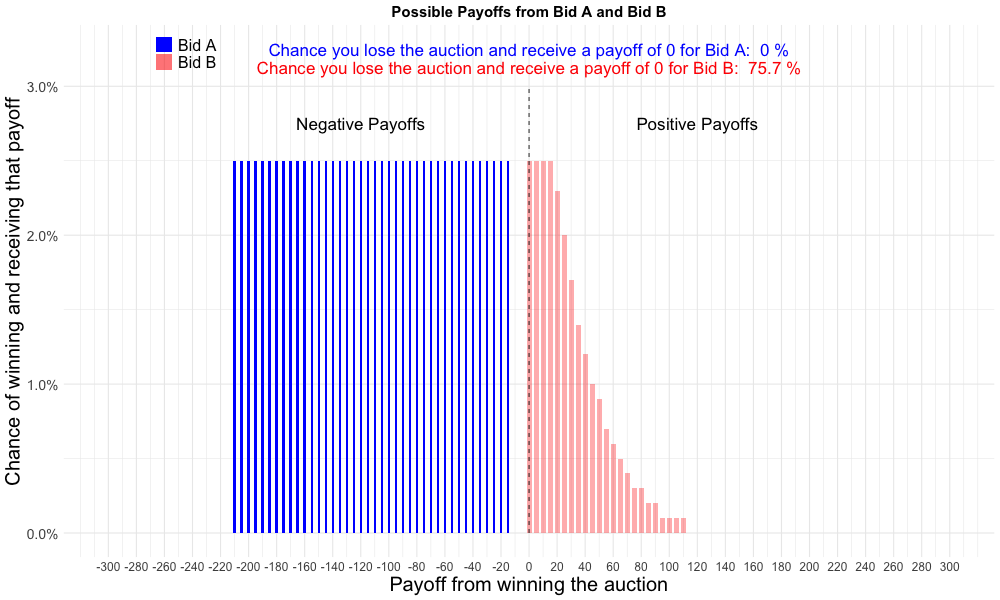 Possible Payoffs from Bid A and Bid B
Bid A
Bid B
Chance you lose the auction and receive a payoff of 0 for Bid A:  0 %
Chance you lose the auction and receive a payoff of 0 for Bid B:  75.7 %
Negative Payoffs
Positive Payoffs
Chance of winning and receiving that payoff
3.0%
2.0%
1.0%
0.0%
-300 -280 -260 -240 -220 -200 -180 -160 -140 -120 -100 -80 -60 -40 -20 0 20 40 60 80 100 120 140 160 180 200 220 240 260 280 300
Payoff from winning the auction